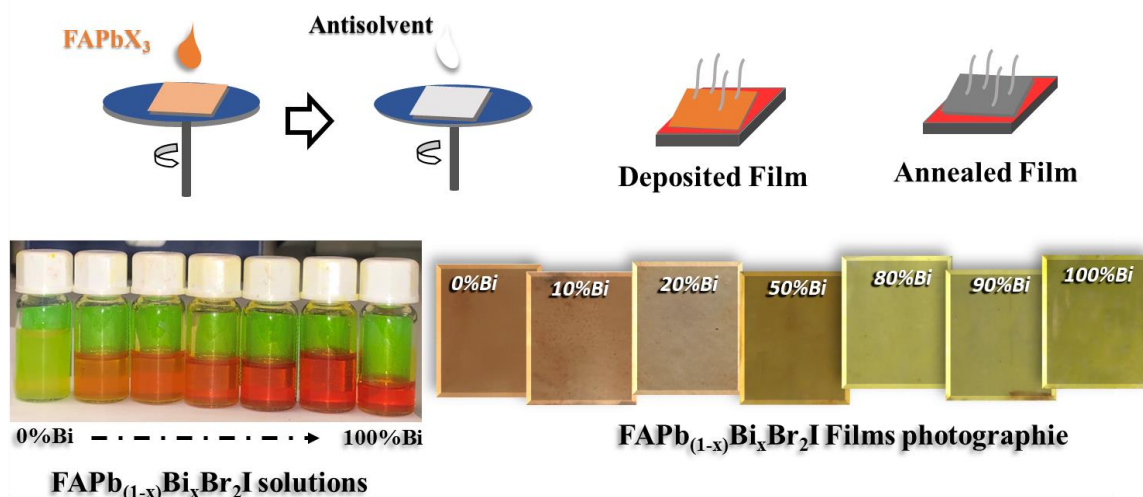 FAPbX₃
Antisolvent
Deposited Film
Annealed Film
0%Bi
10%Bi
20%Bi
50%Bi
80%Bi
90%Bi
100%Bi
0%Bi
100%Bi
FAPb₍₁₋ₓ₎BiₓBr₂I solutions
FAPb₍₁₋ₓ₎BiₓBr₂I Films photographie